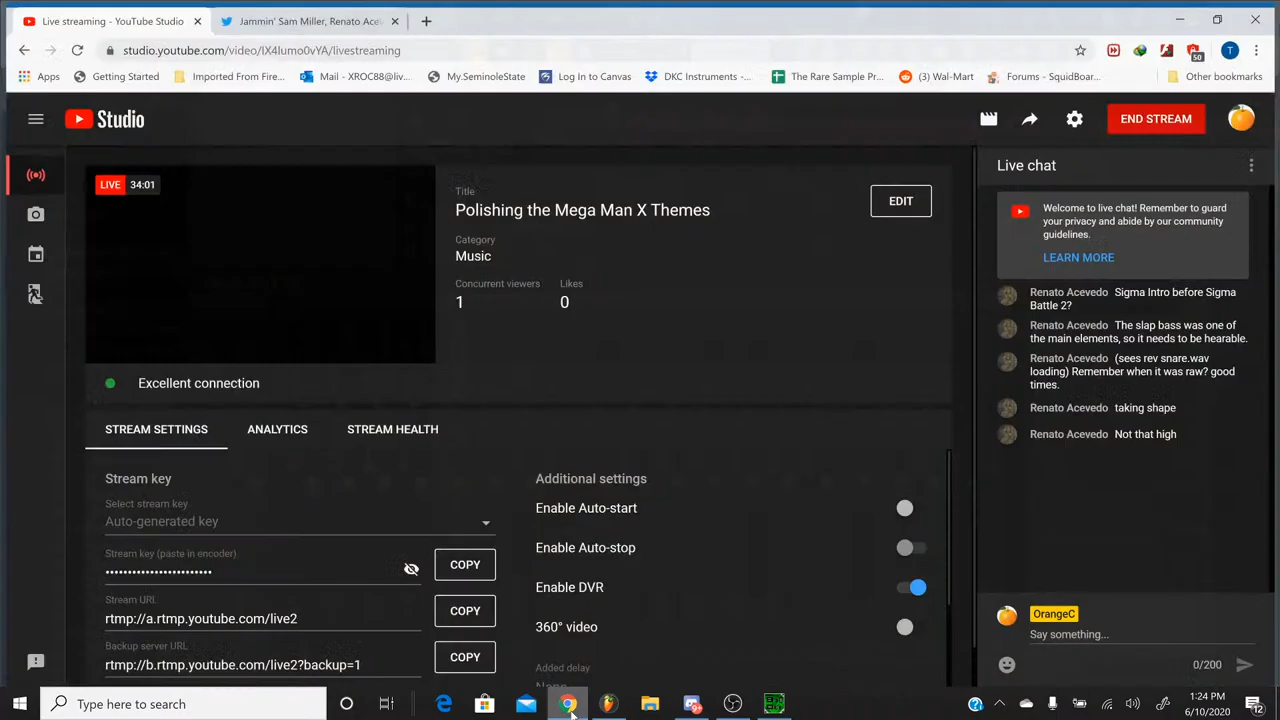 Live streaming - YouTube Studio
Jammin' Sam Miller, Renato Ace
studio.youtube.com/video/IX4lumo0vYA/livestreaming
50
T
Apps
Getting Started
Imported From Fire...
Mail - XROC88@liv...
My.SeminoleState
Log In to Canvas
DKC Instruments -...
The Rare Sample Pr...
(3) Wal-Mart
Forums - SquidBoar...
Other bookmarks
Studio
END STREAM
LIVE 34:01
Title
Polishing the Mega Man X Themes
EDIT
Category
Music
Concurrent viewers
Likes
1
0
Excellent connection
STREAM SETTINGS
ANALYTICS
STREAM HEALTH
Stream key
Select stream key
Auto-generated key
Stream key (paste in encoder)
••••••••••••••••••••••••
COPY
Stream URL
rtmp://a.rtmp.youtube.com/live2
COPY
Backup server URL
rtmp://b.rtmp.youtube.com/live2?backup=1
COPY
Additional settings
Enable Auto-start
Enable Auto-stop
Enable DVR
360° video
Added delay
Live chat
Welcome to live chat! Remember to guard
your privacy and abide by our community
guidelines.
LEARN MORE
Renato Acevedo Sigma Intro before Sigma
Battle 2?
Renato Acevedo The slap bass was one of
the main elements, so it needs to be hearable.
Renato Acevedo (sees rev snare.wav
loading) Remember when it was raw? good
times.
Renato Acevedo taking shape
Renato Acevedo Not that high
OrangeC
Say something...
0/200
Type here to search
1:24 PM
6/10/2020
12